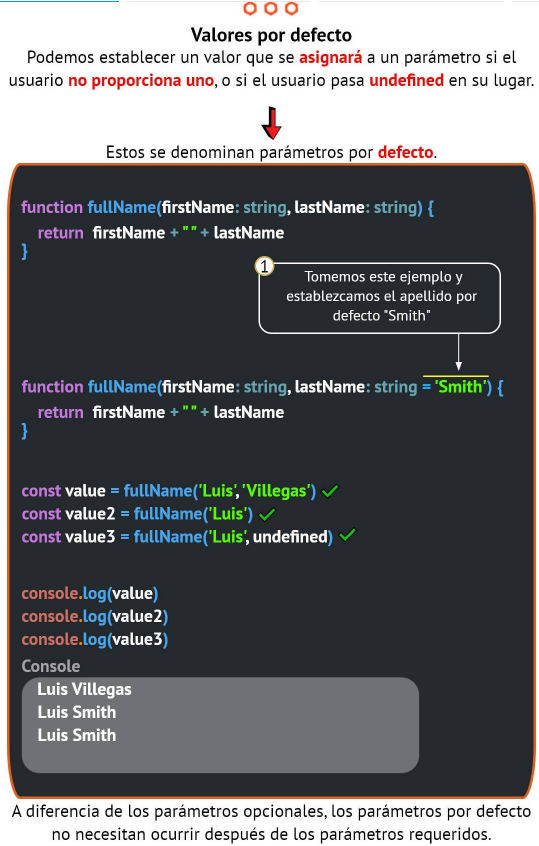 Valores por defecto
Podemos establecer un valor que se asignará a un parámetro si el
usuario no proporciona uno, o si el usuario pasa undefined en su lugar.
Estos se denominan parámetros por defecto.
function fullName(firstName: string, lastName: string) {
return firstName + " " + lastName
}
1
Tomemos este ejemplo y
establezcamos el apellido por
defecto "Smith"
function fullName(firstName: string, lastName: string = 'Smith') {
return firstName + " " + lastName
}
const value = fullName('Luis', 'Villegas')
const value2 = fullName('Luis')
const value3 = fullName('Luis', undefined)
console.log(value)
console.log(value2)
console.log(value3)
Console
Luis Villegas
Luis Smith
Luis Smith
A diferencia de los parámetros opcionales, los parámetros por defecto
no necesitan ocurrir después de los parámetros requeridos.